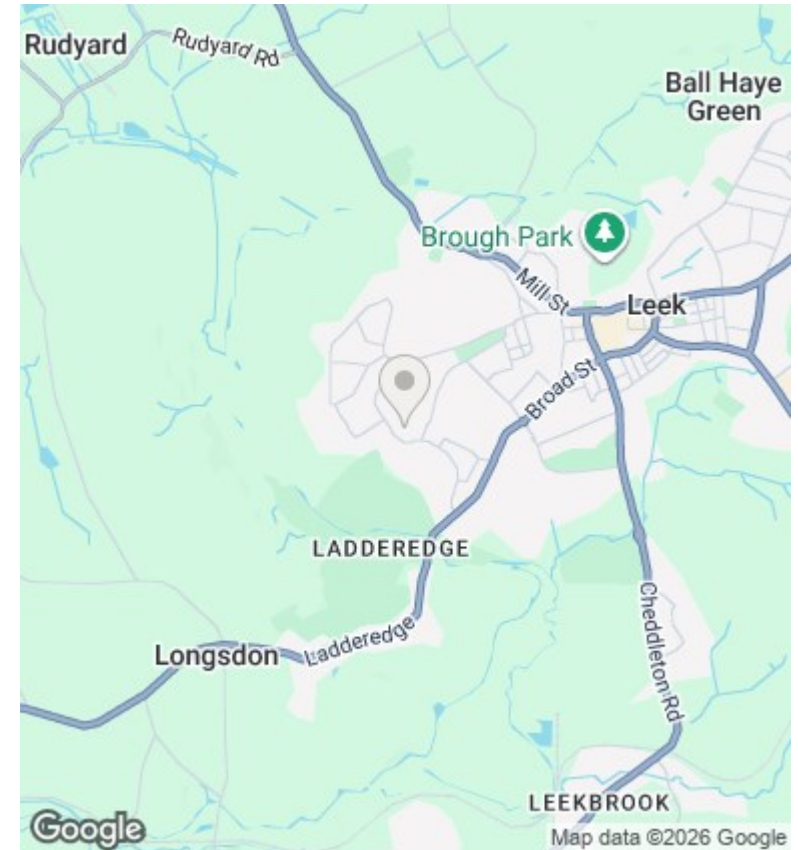 Rudyard
Rudyard Rd
Ball Haye
Green
Brough Park
Mill St
Leek
Broad St
LADDEREDGE
Cheddleton Rd
Longsdon
Ladderedge
LEEKBROOK
Google
Map data ©2026 Google